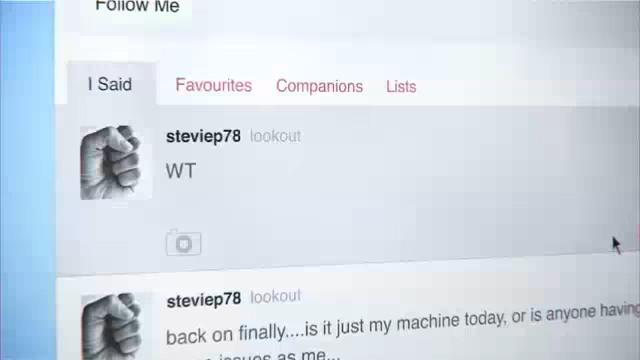 Follow Me
I Said Favourites Companions Lists
steviep78 lookout
WT
steviep78 lookout
back on finally....is it just my machine today, or is anyone having
issues as me...